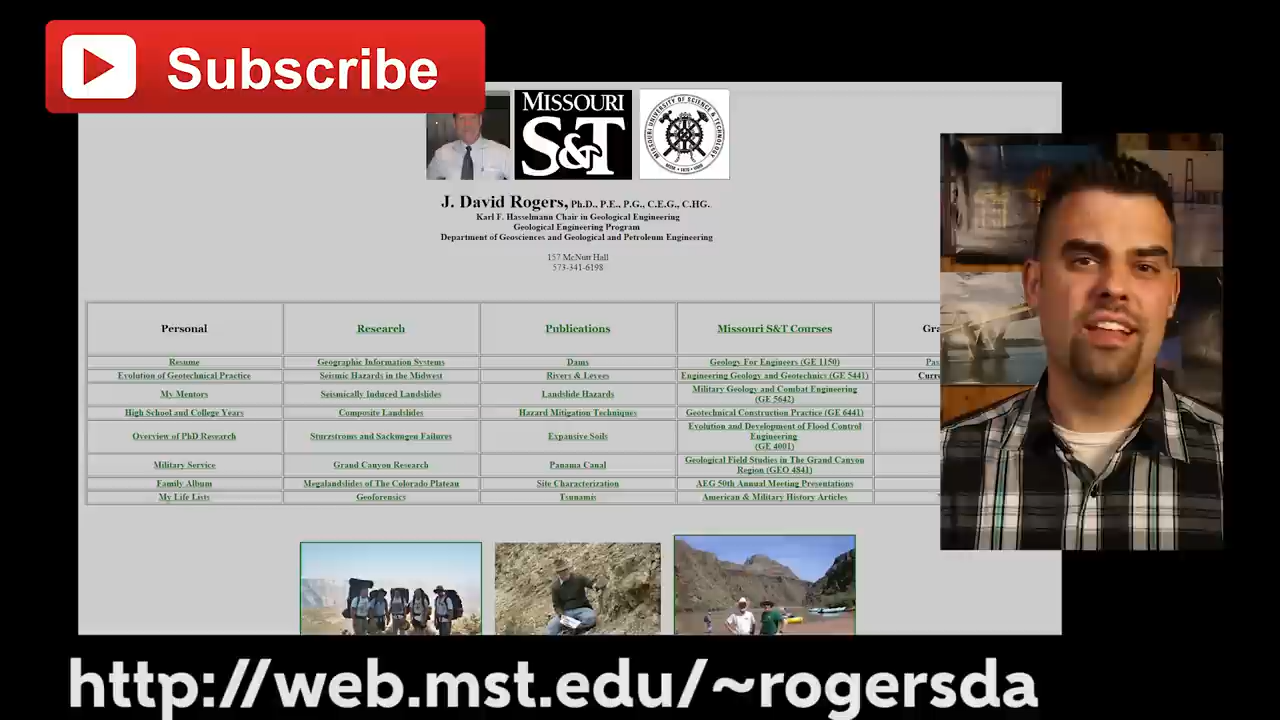 Subscribe
MISSOURI
S&T
MISSOURI UNIVERSITY OF SCIENCE & TECHNOLOGY
J. David Rogers, Ph.D., P.E., P.G., C.E.G., C.HG.
Karl F. Hasselmann Chair in Geological Engineering
Geological Engineering Program
Department of Geosciences and Geological and Petroleum Engineering
157 McNutt Hall
573-341-6198
Personal Research Publications Missouri S&T Courses
Resume Geographic Information Systems Dams Geology For Engineers (GE 1150)
Evolution of Geotechnical Practice Seismic Hazards in the Midwest Rivers & Levees Engineering Geology and Geotechnics (GE 5441)
My Mentors Seismically Induced Landslides Landslide Hazards Military Geology and Combat Engineering
(GE 5642)
High School and College Years Composite Landslides Hazard Mitigation Techniques Geotechnical Construction Practice (GE 6441)
Overview of PhD Research Sturzstroms and Sackungen Failures Expansive Soils Evolution and Development of Flood Control
Engineering
(GE 4001)
Military Service Grand Canyon Research Panama Canal Geological Field Studies in The Grand Canyon
Region (GEO 4841)
Family Album Megalandslides of The Colorado Plateau Site Characterization AEG 50th Annual Meeting Presentations
My Life Lists Geoforensics Tsunamis American & Military History Articles
http://web.mst.edu/~rogersda